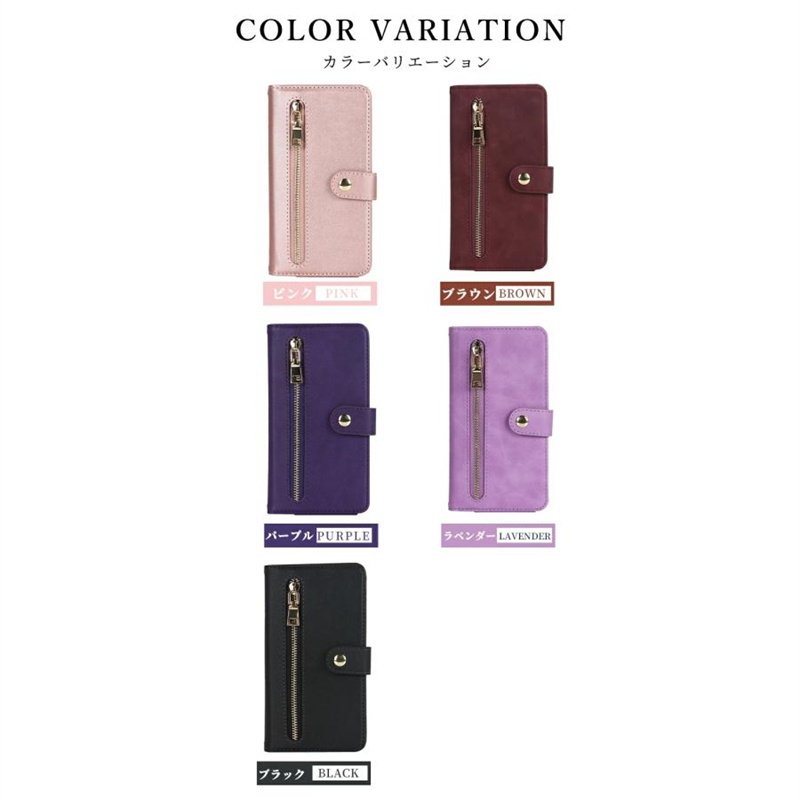 COLOR VARIATION
カラーバリエーション
ピンク PINK
ブラウン BROWN
パープル PURPLE
ラベンダー LAVENDER
ブラック BLACK